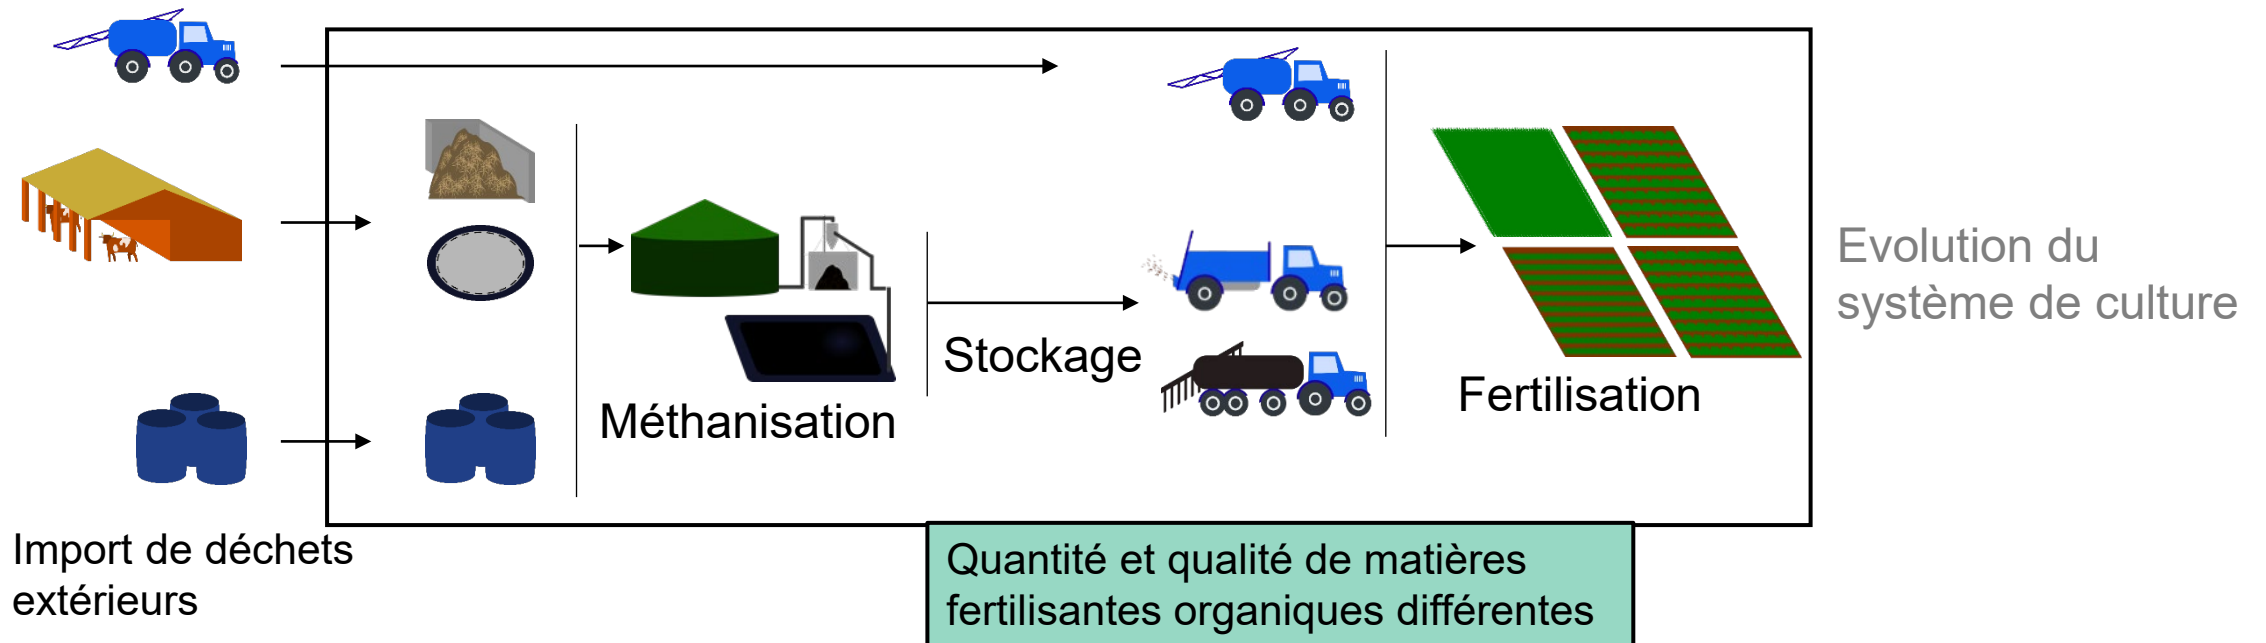 Evolution du
système de culture
Stockage
Fertilisation
Méthanisation
Import de déchets
extérieurs
Quantité et qualité de matières
fertilisantes organiques différentes